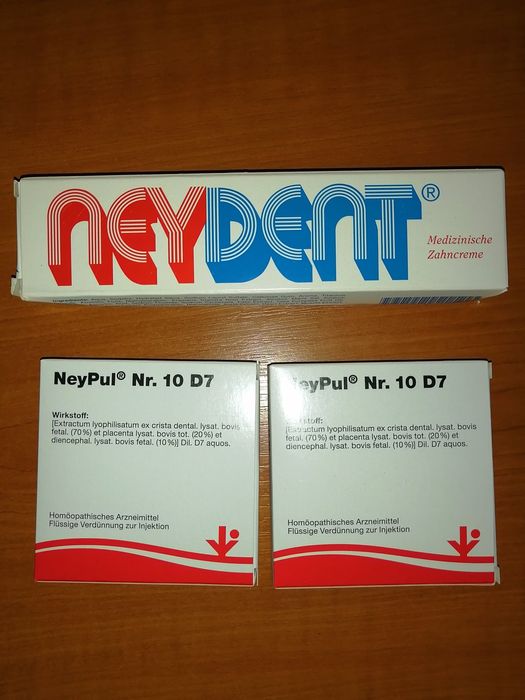 NEYDENT®
Medizinische
Zahncreme
NeyPul® Nr. 10 D7
Wirkstoff:
[Extractum lyophilisatum ex crista dental. lysat. bovis
fetal. (70%) et placenta lysat. bovis tot. (20%) et
diencephal. lysat. bovis fetal. (10%)] Dil. D7 aquos.
Homöopathisches Arzneimittel
Flüssige Verdünnung zur Injektion
NeyPul® Nr. 10 D7
Wirkstoff:
[Extractum lyophilisatum ex crista dental. lysat. bovis
fetal. (70%) et placenta lysat. bovis tot. (20%) et
diencephal. lysat. bovis fetal. (10%)] Dil. D7 aquos.
Homöopathisches Arzneimittel
Flüssige Verdünnung zur Injektion